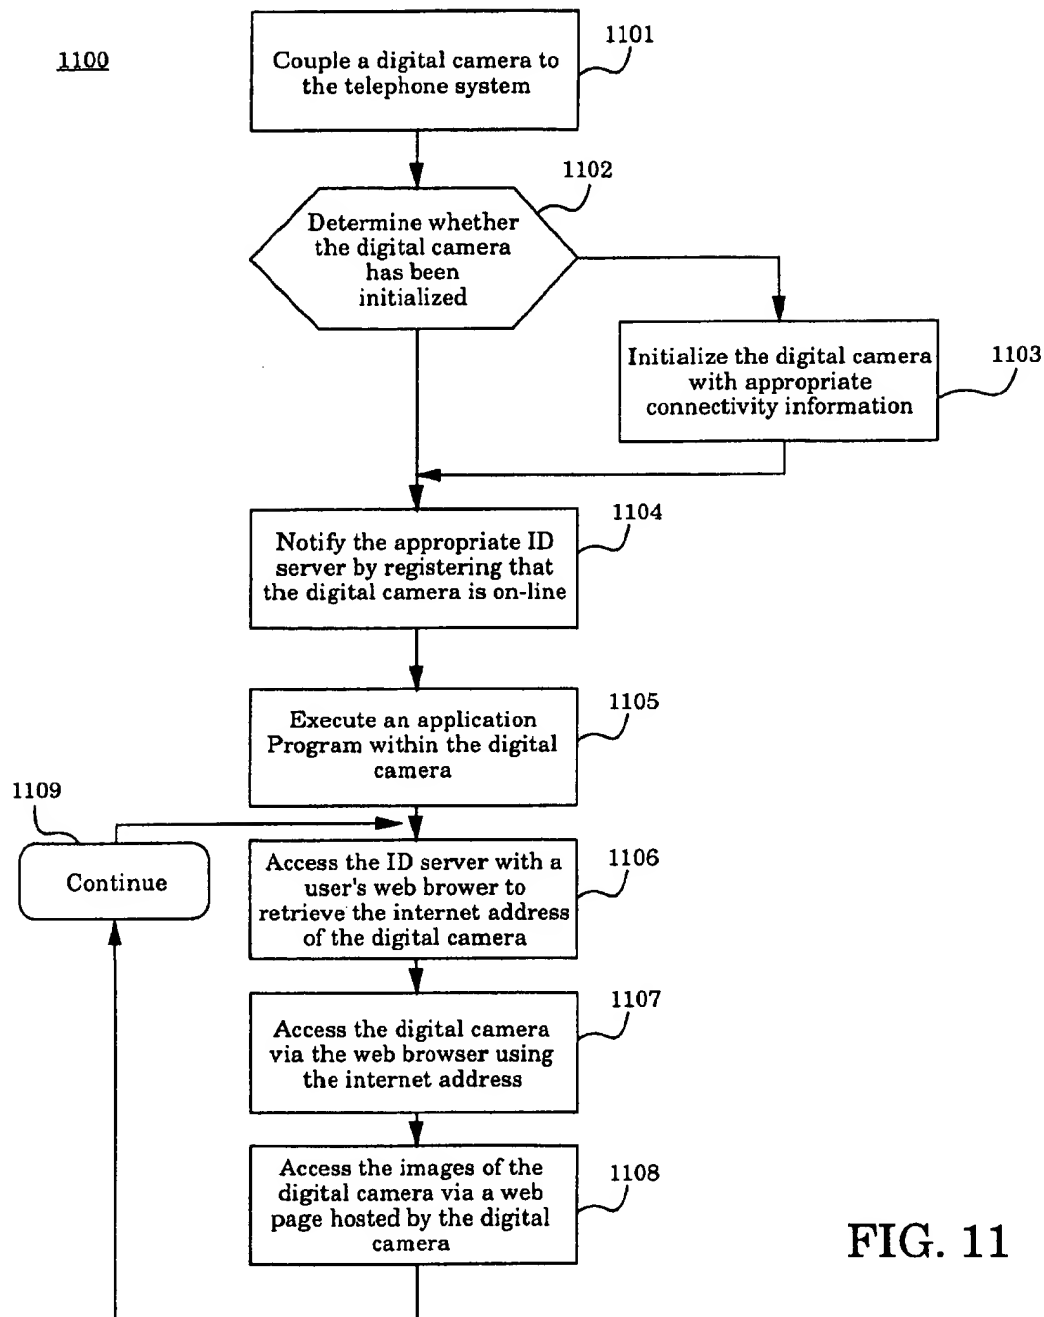 1100
1101
Couple a digital camera to
the telephone system
1102
Determine whether
the digital camera
has been
initialized
1103
Initialize the digital camera
with appropriate
connectivity information
1104
Notify the appropriate ID
server by registering that
the digital camera is on-line
1105
Execute an application
Program within the digital
camera
1109
Continue
1106
Access the ID server with a
user's web brower to
retrieve the internet address
of the digital camera
1107
Access the digital camera
via the web browser using
the internet address
1108
Access the images of the
digital camera via a web
page hosted by the digital
camera
FIG. 11